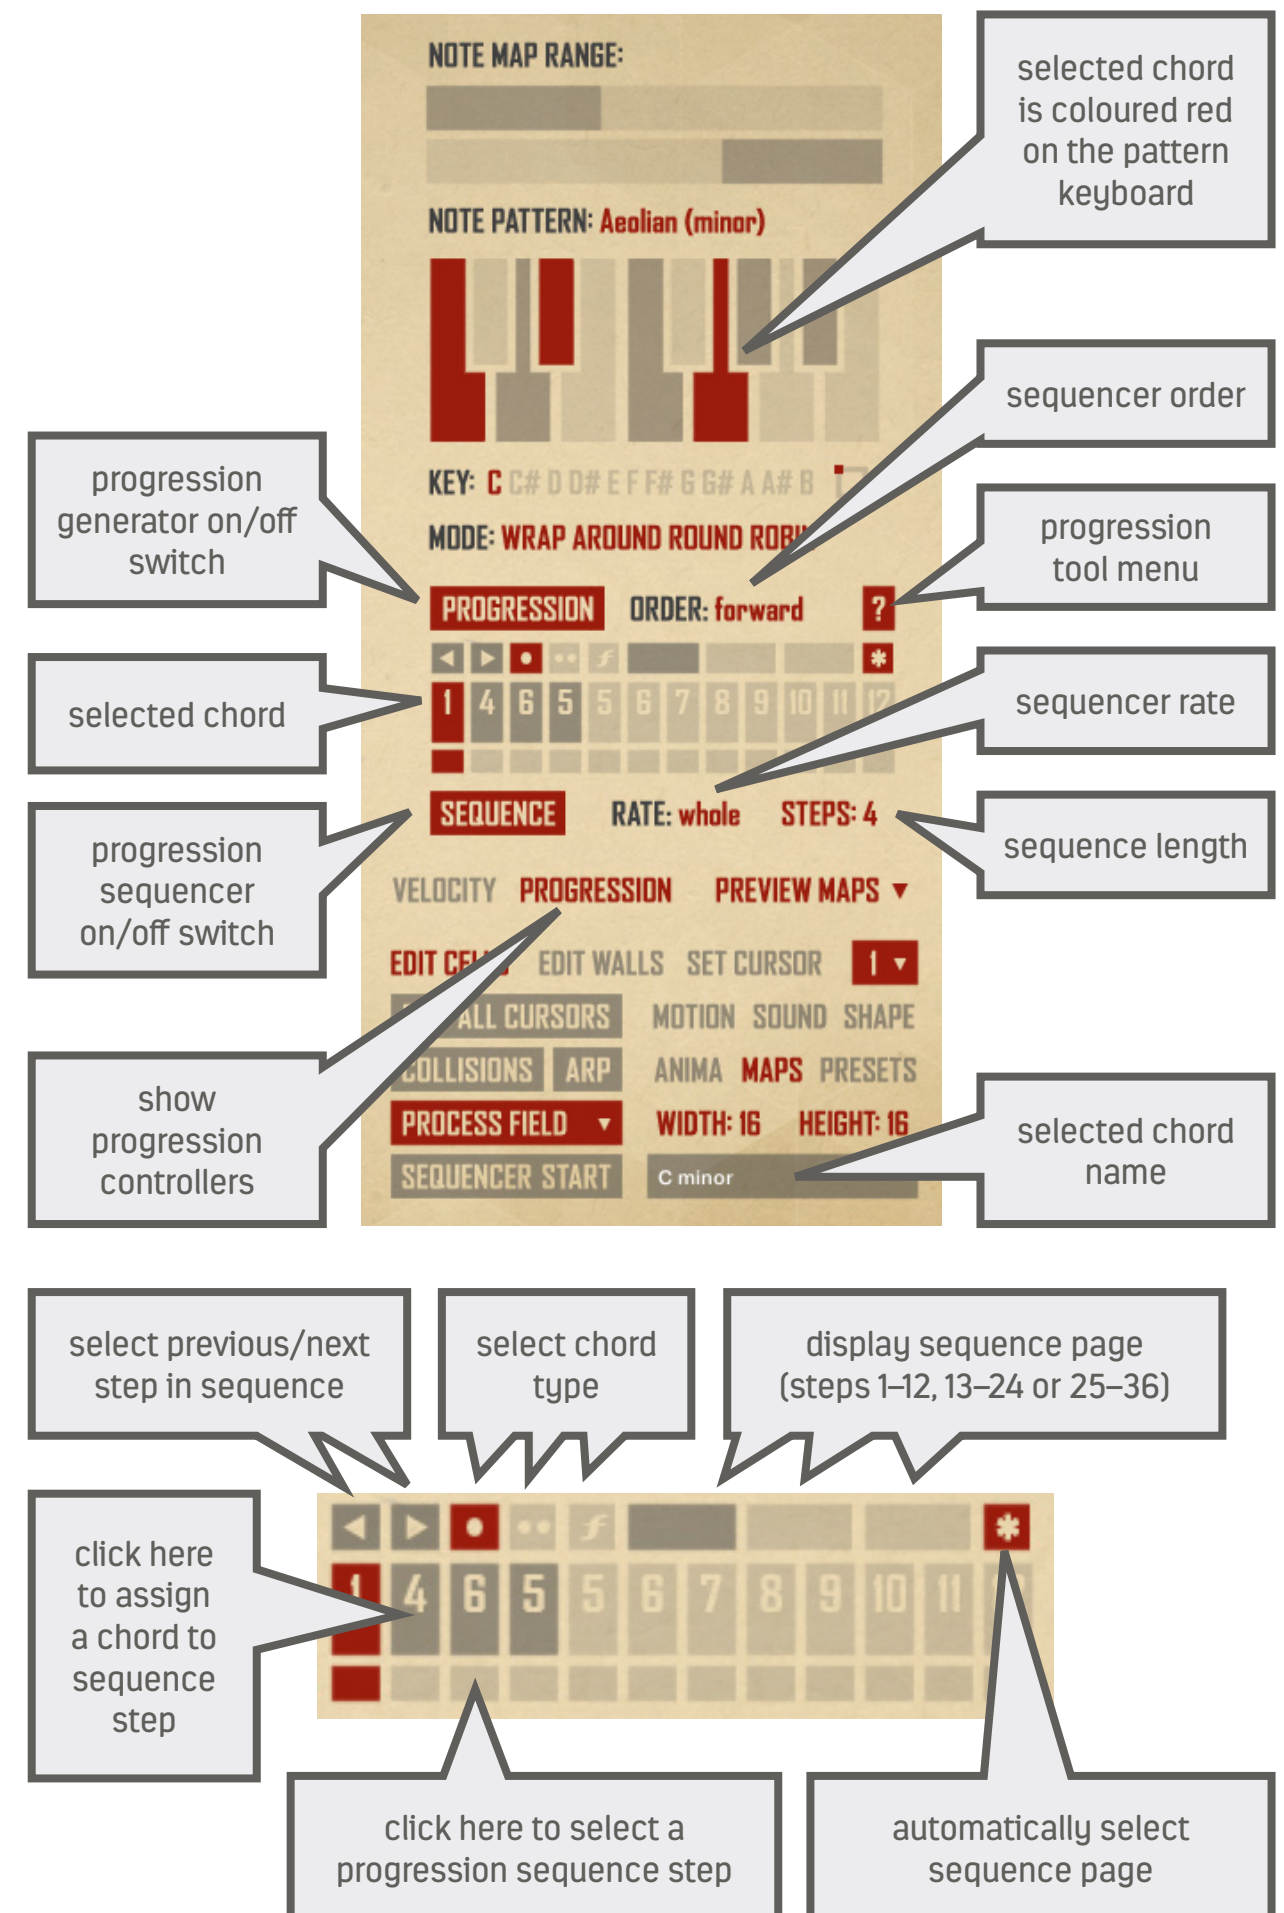 NOTE MAP RANGE:
selected chord
is coloured red
on the pattern
keyboard
NOTE PATTERN: Aeolian (minor)
sequencer order
progression
generator on/off
switch
KEY: C C# D D# E F F# G G# A A# B
MODE: WRAP AROUND ROUND
progression
tool menu
PROGRESSION ORDER: forward ?
selected chord
1 4 6 5 5 6 7 8 9 10 11 12
sequencer rate
SEQUENCE RATE: whole STEPS: 4
sequence length
progression
sequencer
on/off switch
VELOCITY PROGRESSION PREVIEW MAPS ▼
EDIT EDIT WALLS SET CURSOR 1 ▼
ALL CURSORS MOTION SOUND SHAPE
COLLISIONS ARP ANIMA MAPS PRESETS
show
progression
controllers
PROCESS FIELD ▼ WIDTH: 16 HEIGHT: 16
selected chord
name
SEQUENCER START C minor
select previous/next
step in sequence
select chord
type
display sequence page
(steps 1–12, 13–24 or 25–36)
click here
to assign
a chord to
sequence
step
1 4 6 5 5 6 7 8 9 10 11
click here to select a
progression sequence step
automatically select
sequence page